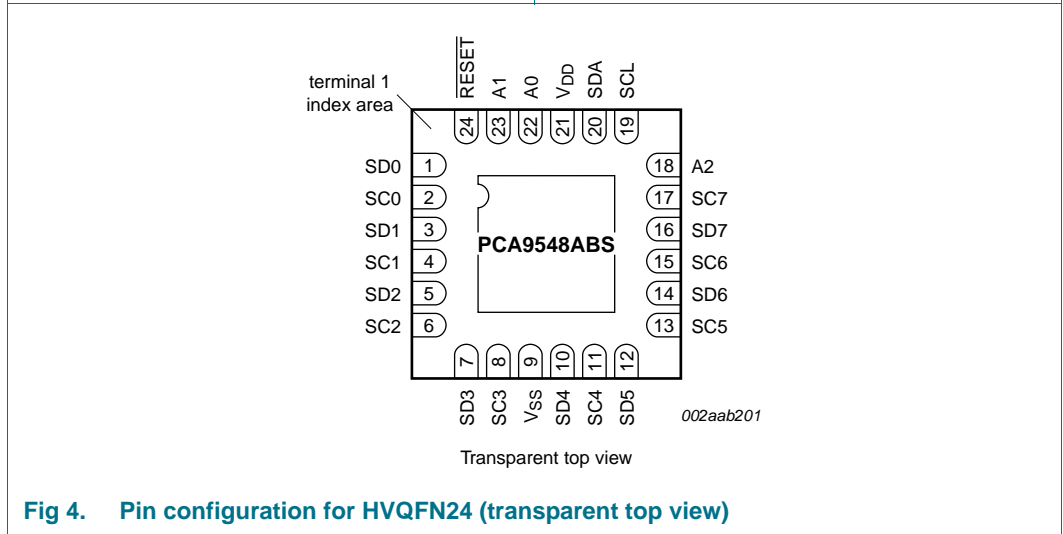 terminal 1
index area
RESET
A1
A0
VDD
SDA
SCL
24
23
22
21
20
19
SD0 1
SC0 2
SD1 3
SC1 4
SD2 5
SC2 6
18 A2
17 SC7
16 SD7
15 SC6
14 SD6
13 SC5
PCA9548ABS
7
8
9
10
11
12
SD3
SC3
VSS
SD4
SC4
SD5
002aab201
Transparent top view
Fig 4. Pin configuration for HVQFN24 (transparent top view)